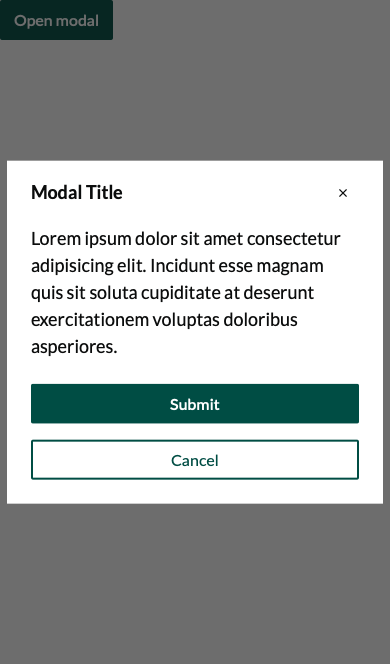 Open modal
Modal Title
×
Lorem ipsum dolor sit amet consectetur
adipisicing elit. Incidunt esse magnam
quis sit soluta cupiditate at deserunt
exercitationem voluptas doloribus
asperiores.
Submit
Cancel